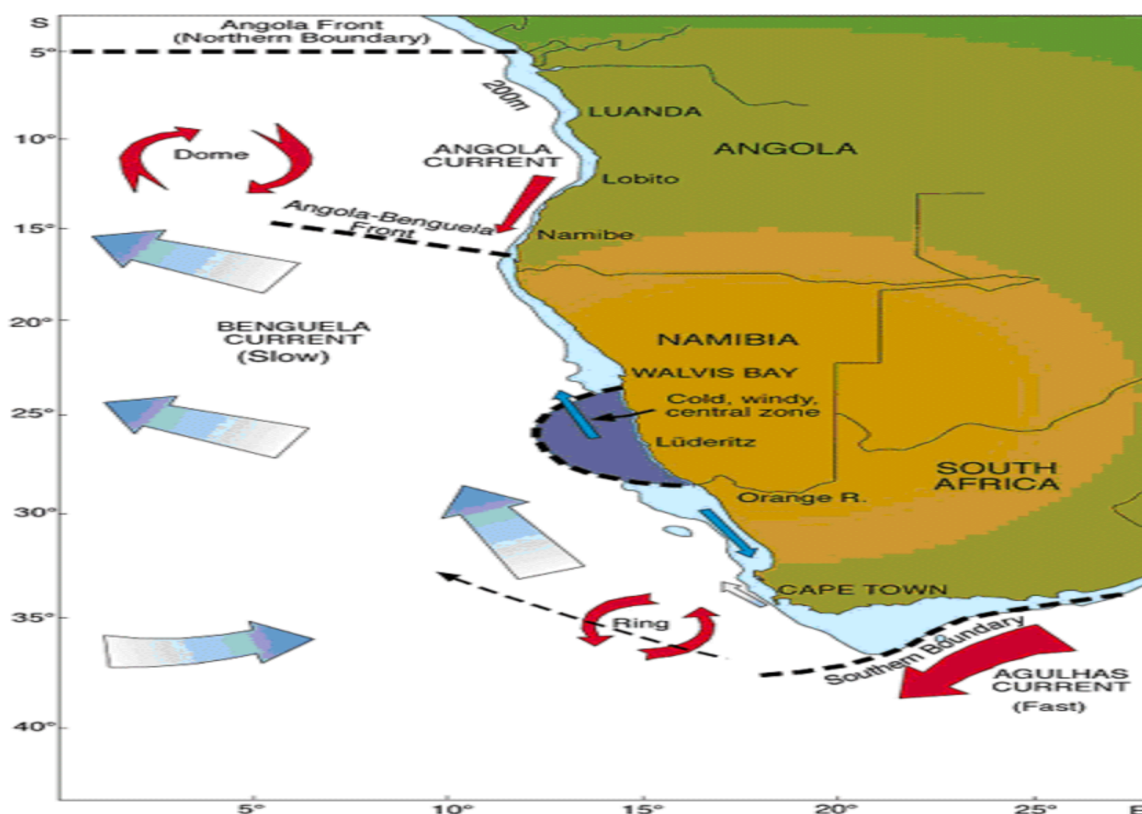 S
Angola Front
(Northern Boundary)
5°
200m
LUANDA
10°
Dome
ANGOLA
CURRENT
ANGOLA
Lobito
15°
Angola-Benguela
Front
Namibe
20°
BENGUELA
CURRENT
(Slow)
NAMIBIA
WALVIS BAY
Cold, windy,
central zone
25°
Lüderitz
SOUTH
AFRICA
Orange R.
30°
CAPE TOWN
35°
Ring
Southern Boundary
AGULHAS
CURRENT
(Fast)
40°
5°
10°
15°
20°
25°
E